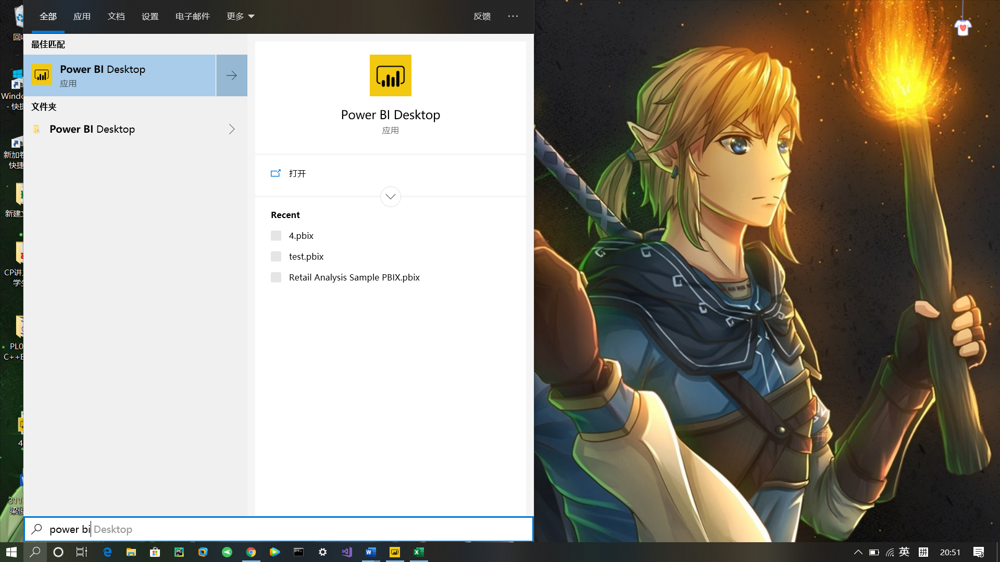 全部 应用 文档 设置 电子邮件 更多 反馈 ...
最佳匹配
Power BI Desktop
应用
文件夹
Power BI Desktop
Power BI Desktop
应用
打开
Recent
4.pbix
test.pbix
Retail Analysis Sample PBIX.pbix
回
Windo
- 快
新加
快
新建
CP讲
学
PL0
C++
4
311
梁
power bi Desktop
英 拼 20:51